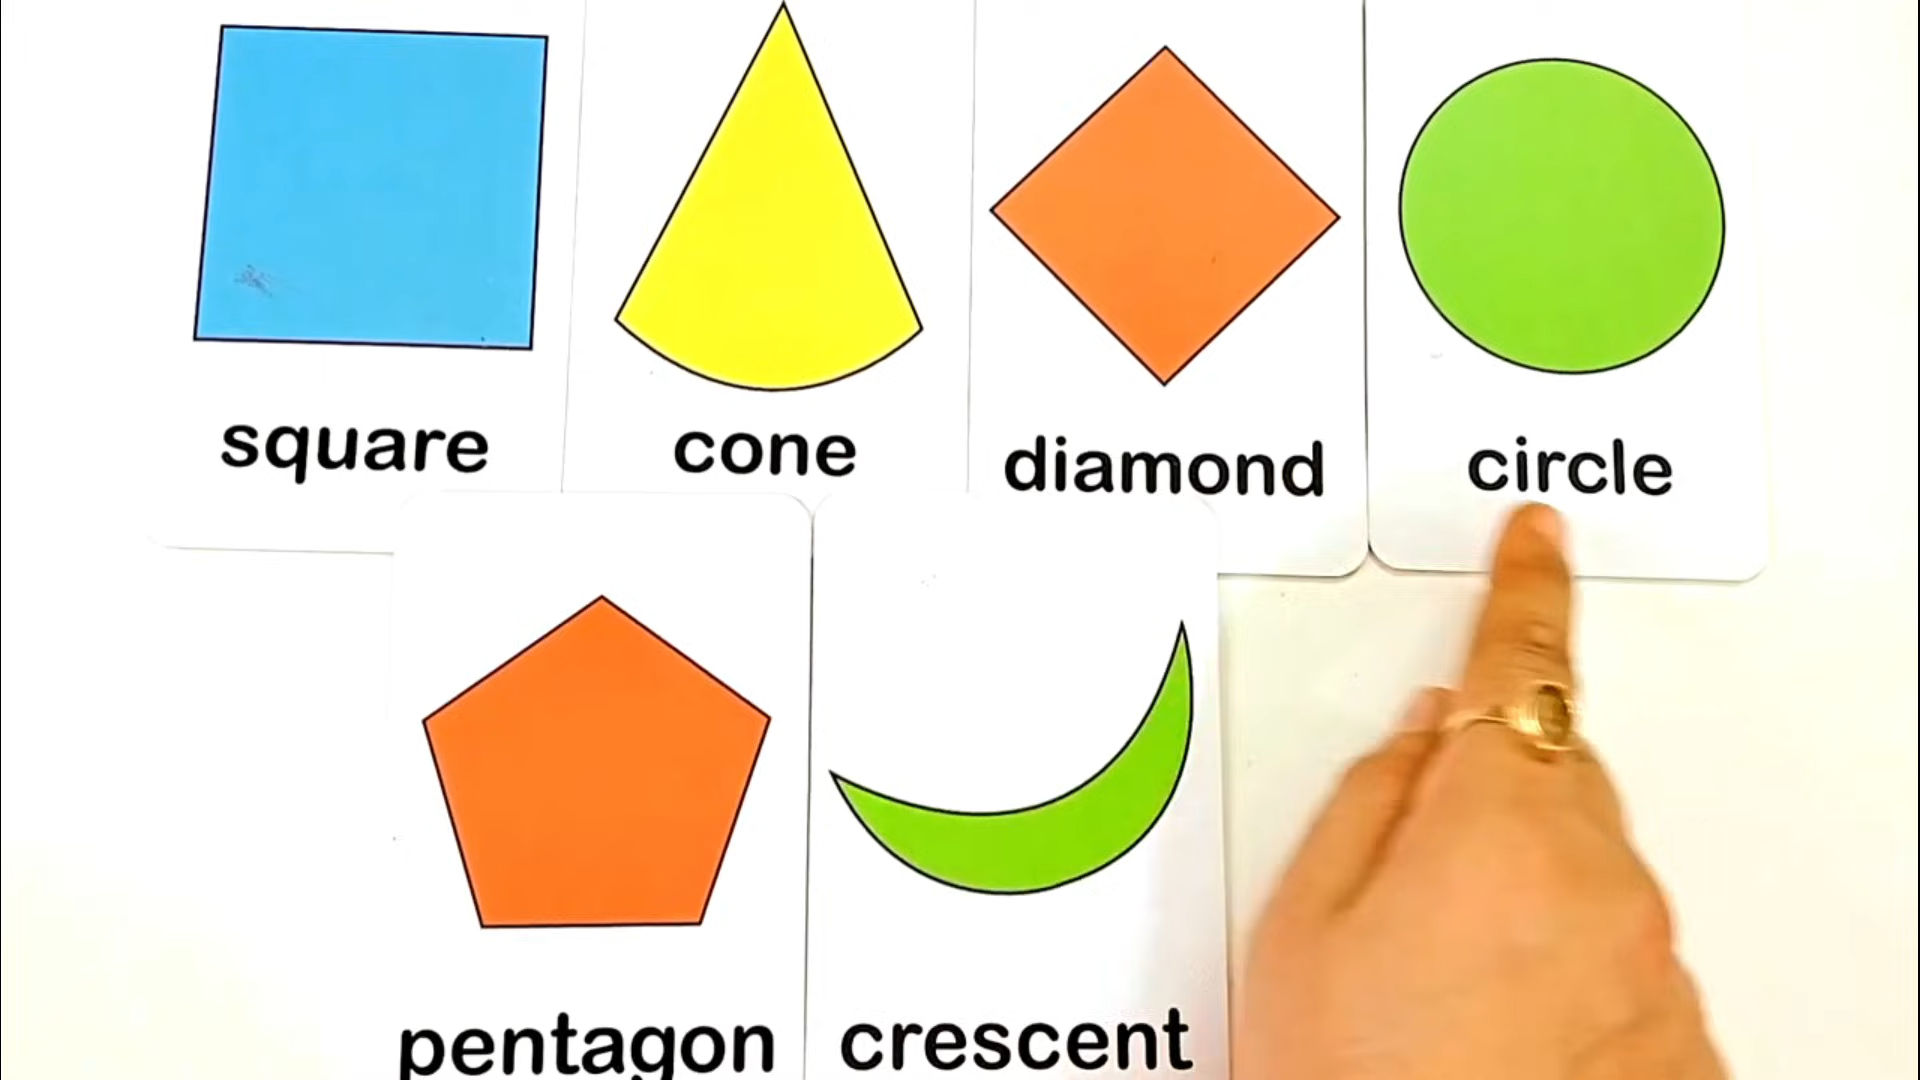 square
cone
diamond
circle
pentagon
crescent